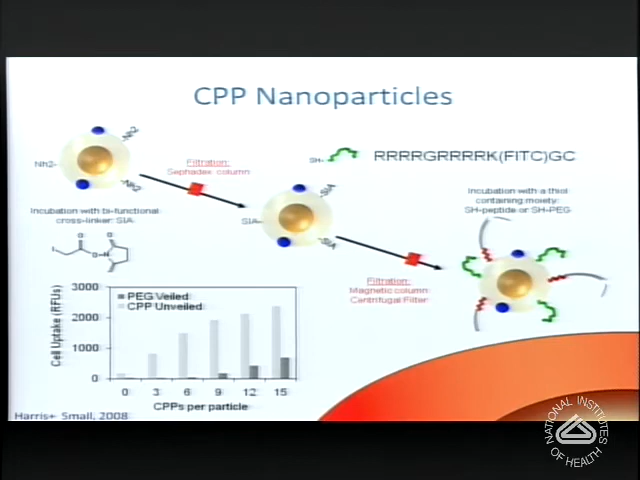 CPP Nanoparticles
Nh2-
Nh2
Nh2
Filtration:
Sephadex column
SH-
RRRRGRRRRK(FITC)GC
Incubation with bi-functional
cross-linker: SIA
SIA-
SIA
SIA
Incubation with a thiol
containing moiety:
SH-peptide or SH-PEG
Filtration:
Magnetic column:
Centrifugal Filter
I
O
O
O
N
O
Cell Uptake (RFUs)
3000
2000
1000
0
PEG Veiled
CPP Unveiled
0 3 6 9 12 15
CPPs per particle
Harris+ Small, 2008
NATIONAL INSTITUTES
OF HEALTH